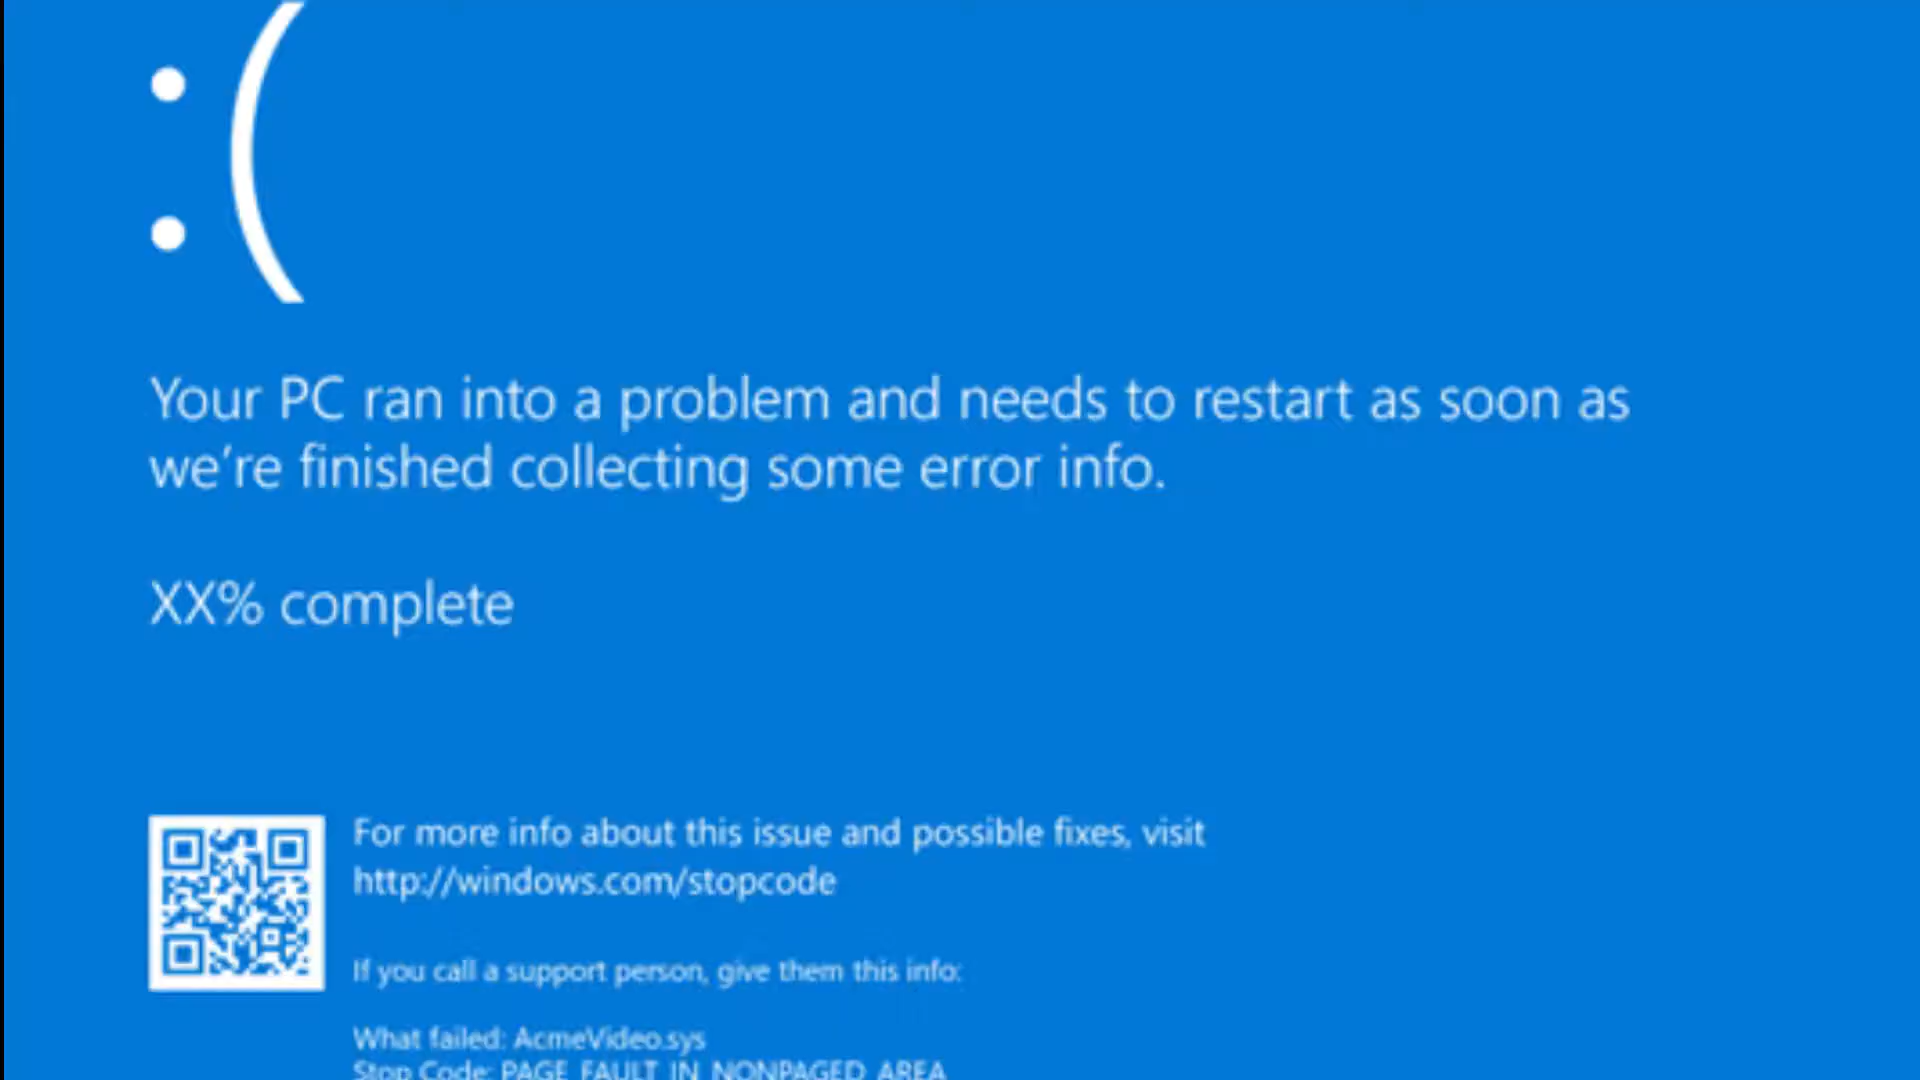 :(
Your PC ran into a problem and needs to restart as soon as
we're finished collecting some error info.
XX% complete
For more info about this issue and possible fixes, visit
http://windows.com/stopcode
If you call a support person, give them this info:
What failed: AcmeVideo.sys
Stop Code: PAGE_FAULT_IN_NONPAGED_AREA